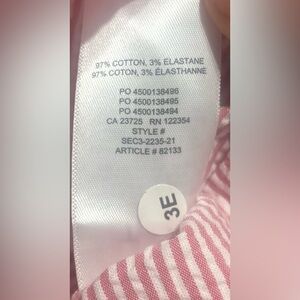 97% COTTON, 3% ELASTANE
97% COTON, 3% ÉLASTHANNE
PO 4500138496
PO 4500138495
PO 4500138494
CA 23725 RN 122354
STYLE #
SEC3-2235-21
ARTICLE # 82133
3E